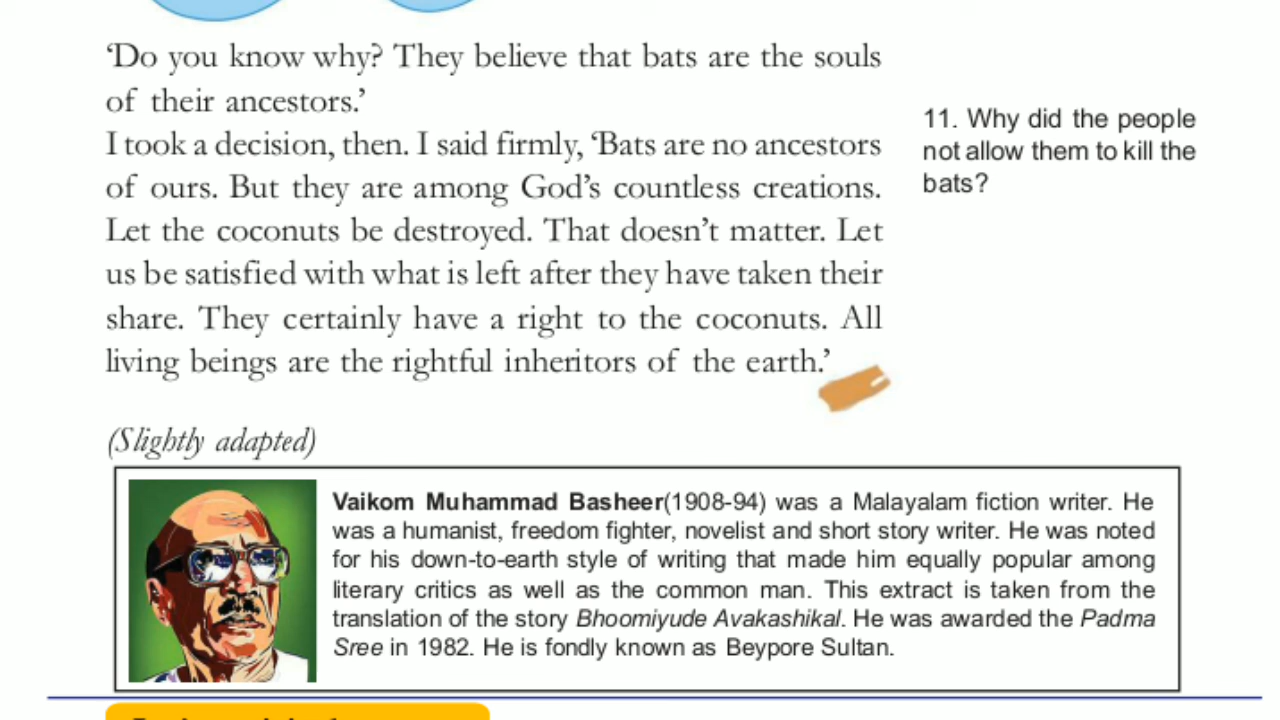 ‘Do you know why? They believe that bats are the souls
of their ancestors.’
I took a decision, then. I said firmly, ‘Bats are no ancestors
of ours. But they are among God’s countless creations.
Let the coconuts be destroyed. That doesn’t matter. Let
us be satisfied with what is left after they have taken their
share. They certainly have a right to the coconuts. All
living beings are the rightful inheritors of the earth.’
11. Why did the people
not allow them to kill the
bats?
(Slightly adapted)
Vaikom Muhammad Basheer(1908-94) was a Malayalam fiction writer. He
was a humanist, freedom fighter, novelist and short story writer. He was noted
for his down-to-earth style of writing that made him equally popular among
literary critics as well as the common man. This extract is taken from the
translation of the story Bhoomiyude Avakashikal. He was awarded the Padma
Sree in 1982. He is fondly known as Beypore Sultan.